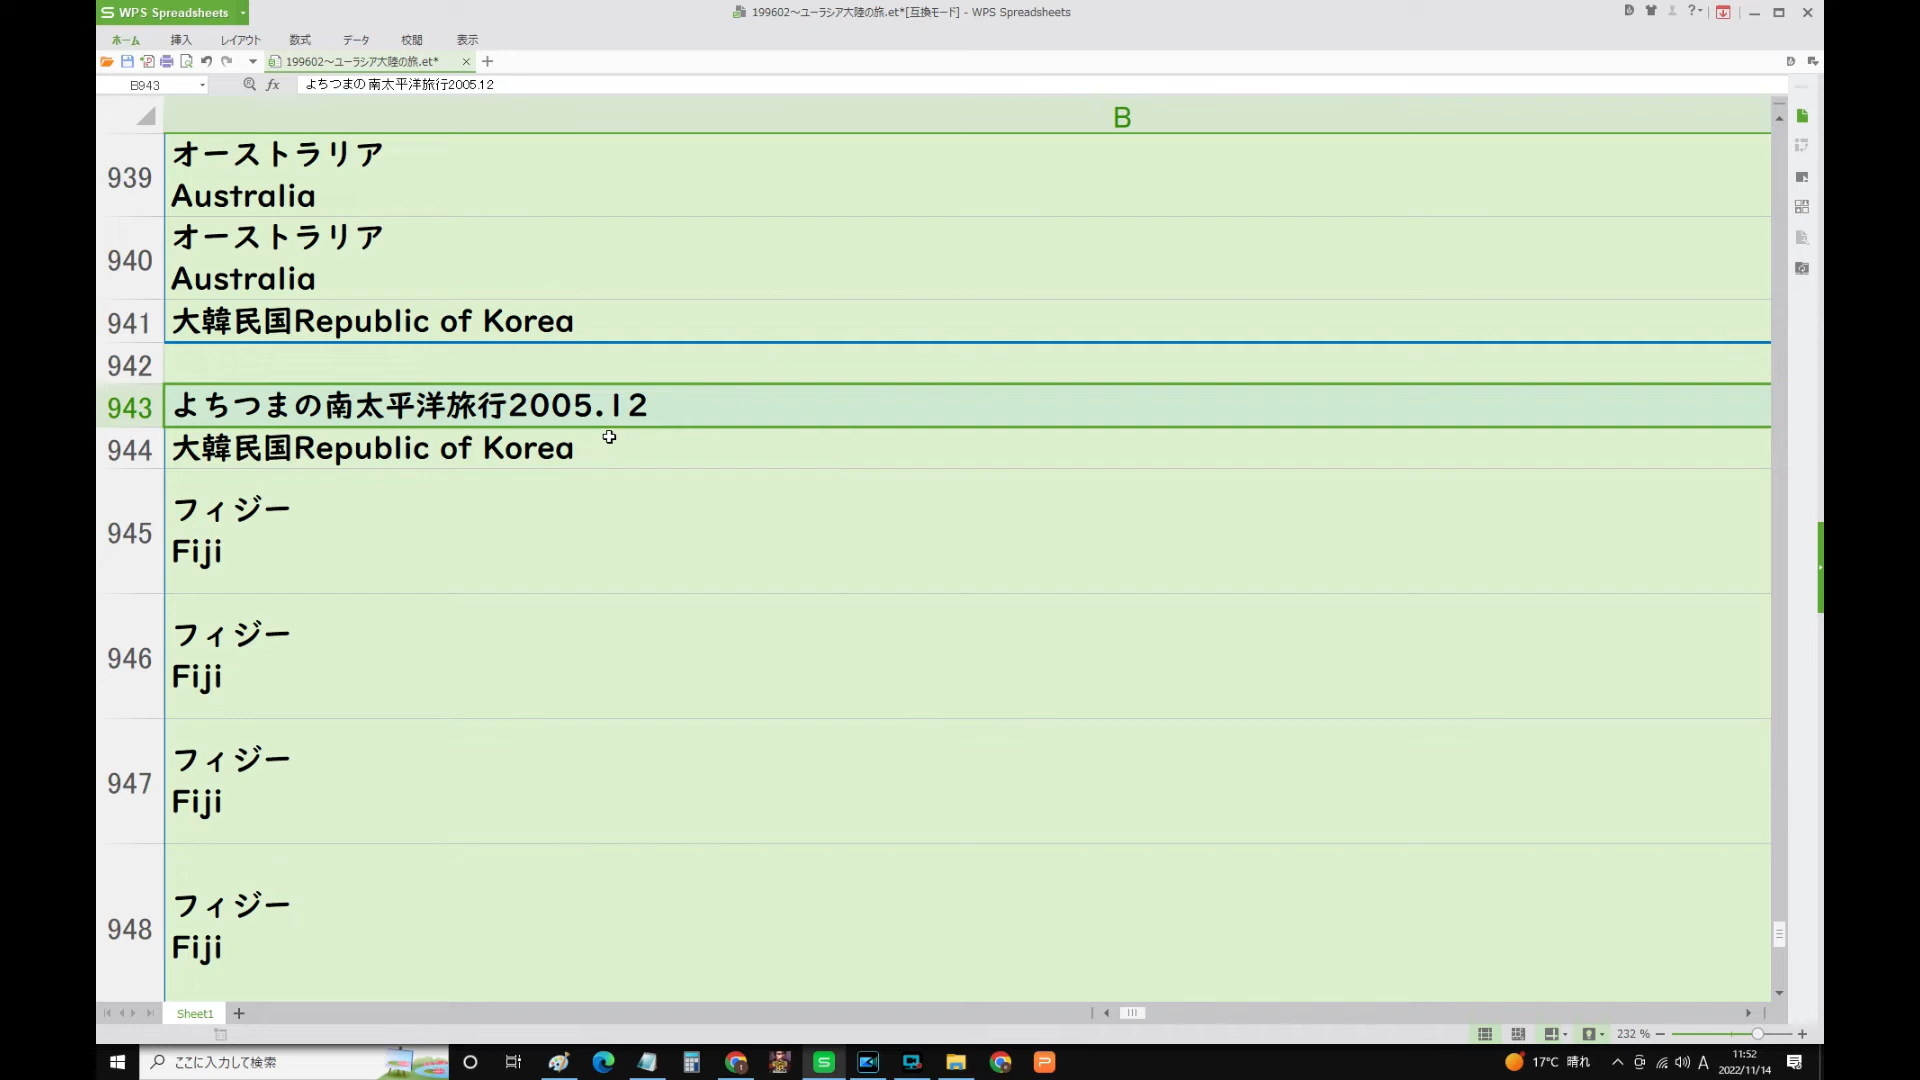 WPS Spreadsheets
199602～ユーラシア大陸の旅.et*[互換モード] - WPS Spreadsheets
ホーム 挿入 レイアウト 数式 データ 校閲 表示
199602～ユーラシア大陸の旅.et*
B943 fx よちつまの南太平洋旅行2005.12
B
939 オーストラリア
Australia
940 オーストラリア
Australia
941 大韓民国Republic of Korea
942
943 よちつまの南太平洋旅行2005.12
944 大韓民国Republic of Korea
945 フィジー
Fiji
946 フィジー
Fiji
947 フィジー
Fiji
948 フィジー
Fiji
Sheet1
232 %
ここに入力して検索
17°C 晴れ
A
11:52
2022/11/14